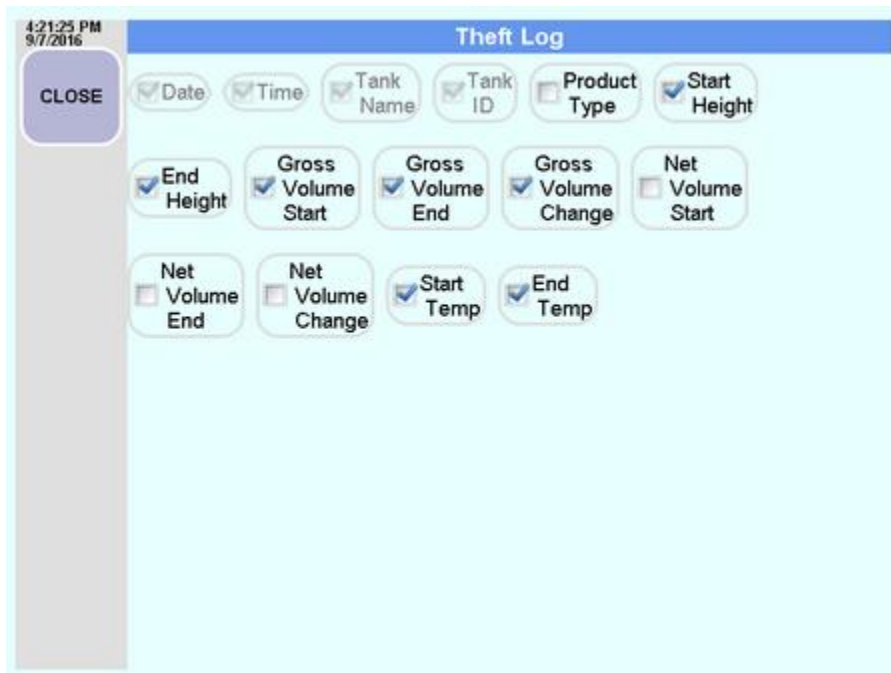 4:21:25 PM
9/7/2016
Theft Log
CLOSE
Date
Time
Tank
Name
Tank
ID
Product
Type
Start
Height
End
Height
Gross
Volume
Start
Gross
Volume
End
Gross
Volume
Change
Net
Volume
Start
Net
Volume
End
Net
Volume
Change
Start
Temp
End
Temp